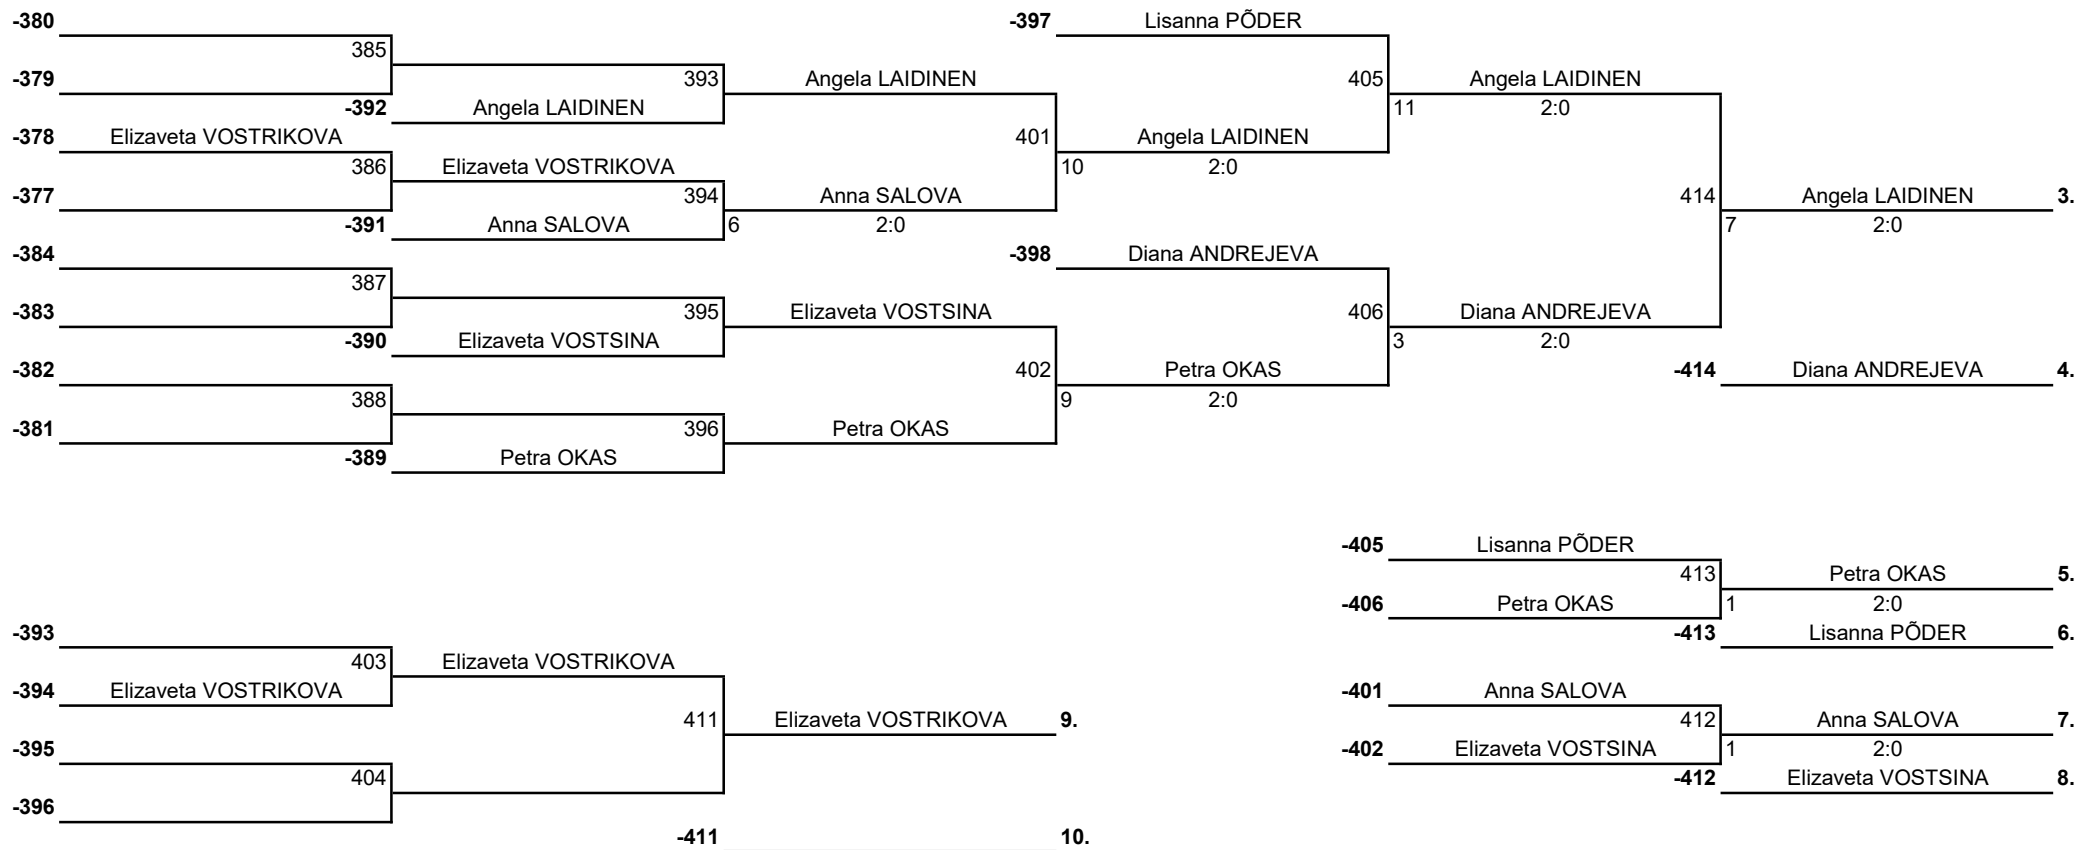 -380 -397 Lisanna PÕDER
385
-379 393 Angela LAIDINEN 405 Angela LAIDINEN
-392 Angela LAIDINEN 11 2:0
-378 Elizaveta VOSTRIKOVA 401 Angela LAIDINEN
386 Elizaveta VOSTRIKOVA 10 2:0
-377 394 Anna SALOVA 414 Angela LAIDINEN 3.
-391 Anna SALOVA 6 2:0 7 2:0
-384 -398 Diana ANDREJEVA
387
-383 395 Elizaveta VOSTSINA 406 Diana ANDREJEVA
-390 Elizaveta VOSTSINA 3 2:0
-382 402 Petra OKAS -414 Diana ANDREJEVA 4.
388 9 2:0
-381 396 Petra OKAS
-389 Petra OKAS
-405 Lisanna PÕDER
413 Petra OKAS 5.
-406 Petra OKAS 1 2:0
-393 -413 Lisanna PÕDER 6.
403 Elizaveta VOSTRIKOVA
-394 Elizaveta VOSTRIKOVA -401 Anna SALOVA
411 Elizaveta VOSTRIKOVA 9. 412 Anna SALOVA 7.
-395 -402 Elizaveta VOSTSINA 1 2:0
404 -412 Elizaveta VOSTSINA 8.
-396
-411 10.